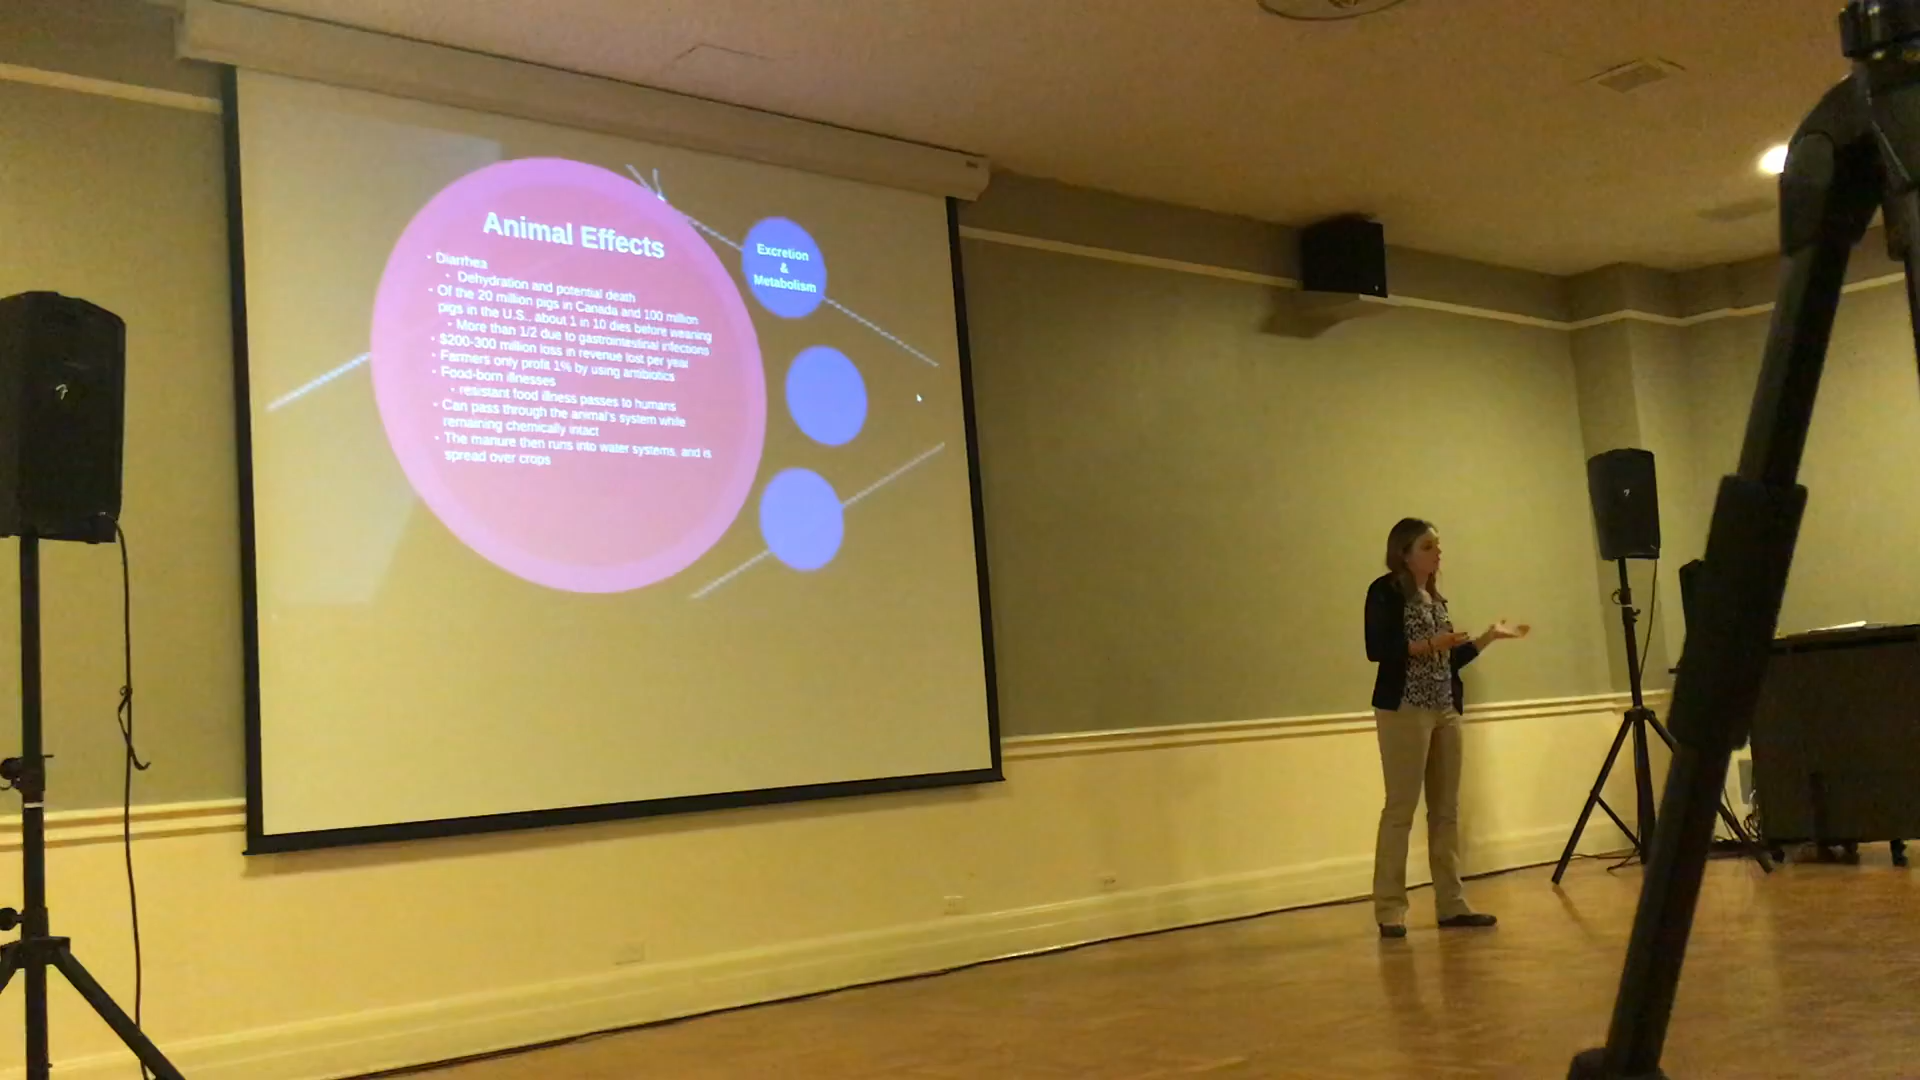 Animal Effects
- Diarrhea
- Dehydration and potential death
- Of the 20 million pigs in Canada and 100 million
pigs in the U.S., about 1 in 10 dies before weaning
- More than 1/2 due to gastrointestinal infections
- $200-300 million loss in revenue lost per year
- Farmers only profit 1% by using antibiotics
- Food-born illnesses
- resistant food illness passes to humans
- Can pass through the animal's system while
remaining chemically intact
- The manure then runs into water systems, and is
spread over crops
Excretion
&
Metabolism